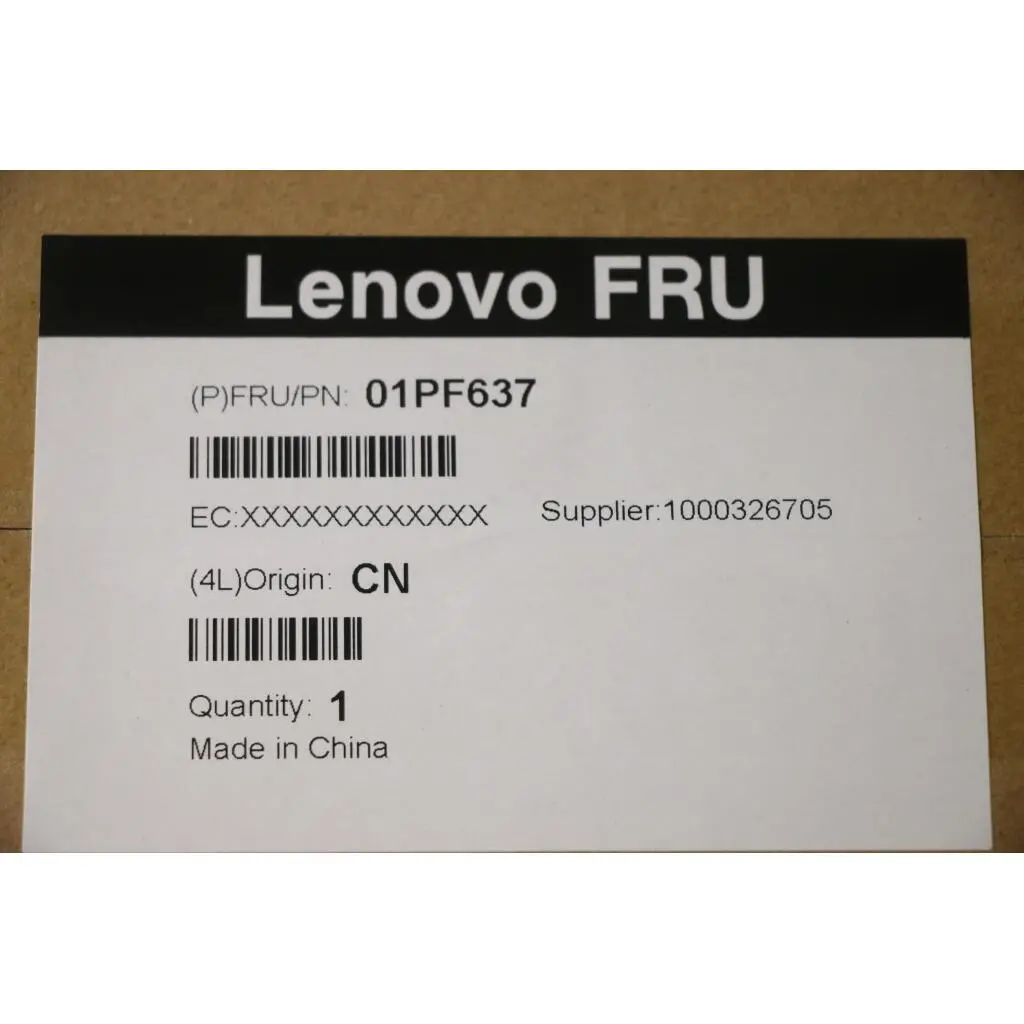 Lenovo FRU
(P)FRU/PN: 01PF637
EC:XXXXXXXXXXXX Supplier:1000326705
(4L)Origin: CN
Quantity: 1
Made in China